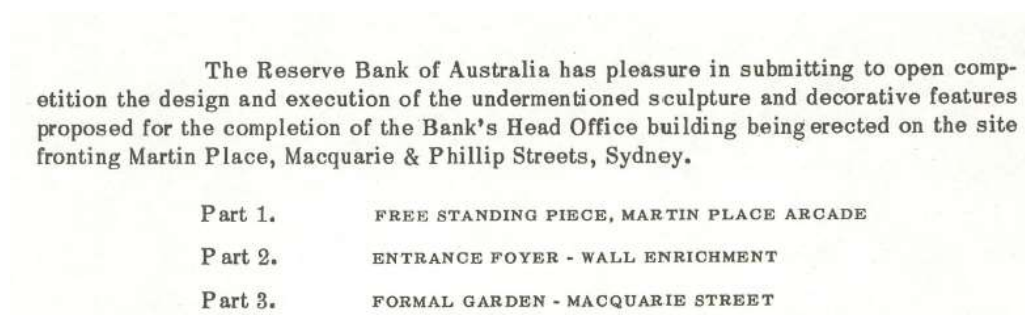 The Reserve Bank of Australia has pleasure in submitting to open comp-
etition the design and execution of the undermentioned sculpture and decorative features
proposed for the completion of the Bank's Head Office building being erected on the site
fronting Martin Place, Macquarie & Phillip Streets, Sydney.
Part 1. FREE STANDING PIECE, MARTIN PLACE ARCADE
Part 2. ENTRANCE FOYER - WALL ENRICHMENT
Part 3. FORMAL GARDEN - MACQUARIE STREET